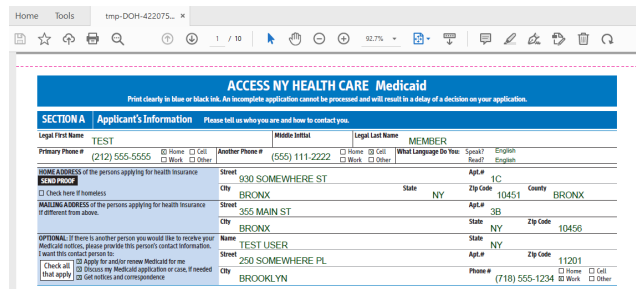 Home Tools tmp-DOH-422075... ×
1 / 10 92.7%
ACCESS NY HEALTH CARE Medicaid
Print clearly in blue or black ink. An incomplete application cannot be processed and will result in a delay of a decision on your application.
SECTION A Applicant's Information Please tell us who you are and how to contact you.
Legal First Name TEST Middle Initial Legal Last Name MEMBER
Primary Phone # (212) 555-5555 Home Cell Work Other Another Phone # (555) 111-2222 Home Cell Work Other What Language Do You: Speak? English Read? English
HOME ADDRESS of the persons applying for health insurance Street 930 SOMEWHERE ST Apt.# 1C
SEND PROOF
Check here if homeless City BRONX State NY Zip Code 10451 County BRONX
MAILING ADDRESS of the persons applying for health insurance Street 355 MAIN ST Apt.# 3B
if different from above. City BRONX State NY Zip Code 10456
OPTIONAL: If there is another person you would like to receive your Name TEST USER State NY
Medicaid notices, please provide this person's contact information.
I want this contact person to: Street 250 SOMEWHERE PL Apt.# Zip Code 11201
Check all that apply Apply for and/or renew Medicaid for me
Discuss my Medicaid application or case, if needed City BROOKLYN Phone # (718) 555-1234 Home Cell Work Other
Get notices and correspondence